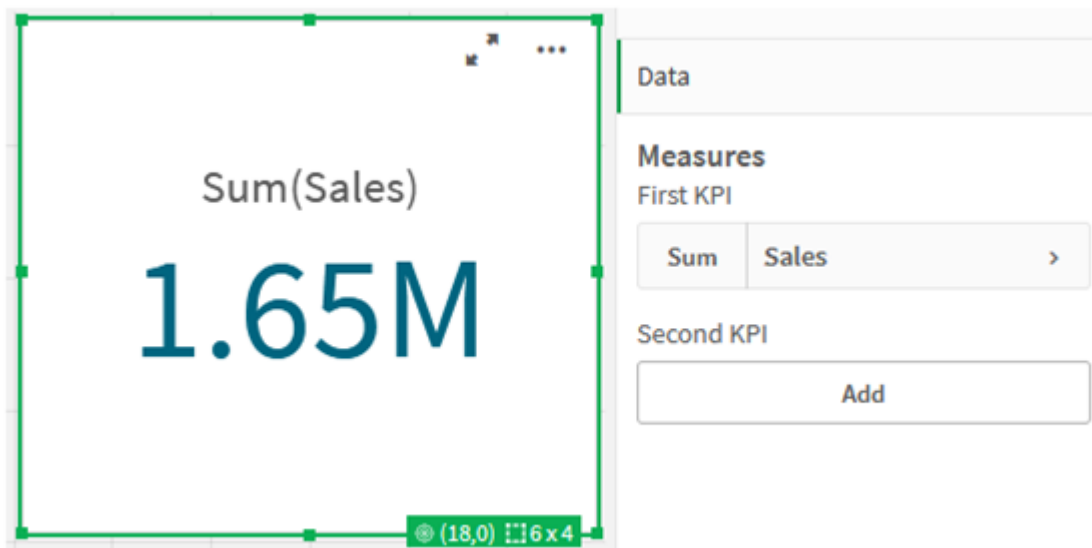 Sum(Sales)
1.65M
(18,0) 6 x 4
Data
Measures
First KPI
Sum Sales
Second KPI
Add